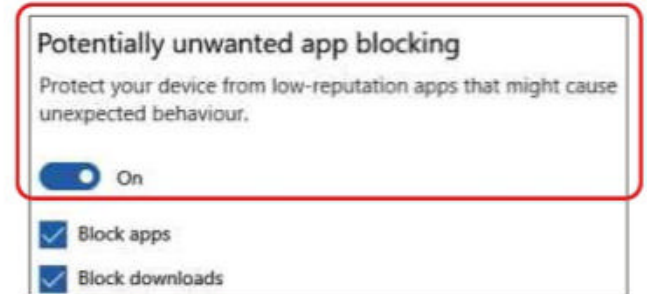 Potentially unwanted app blocking
Protect your device from low-reputation apps that might cause
unexpected behaviour.
On
Block apps
Block downloads